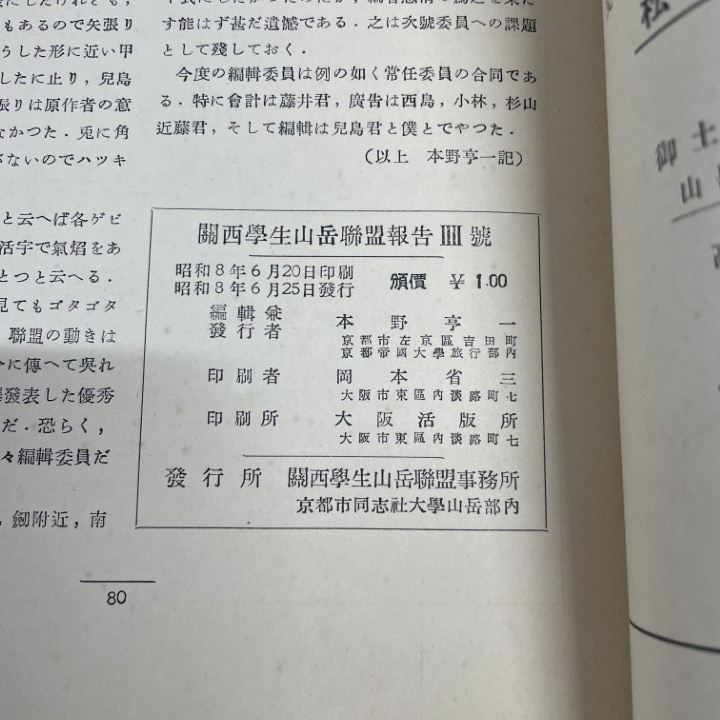 もあるので矢張り
うした形に近い甲
したに止り，兒島
振りは原作者の意
なかつた．兎に角
がないのでハツキ
す能はず甚だ遺憾である．之は次號委員への課題
として殘しておく．
今度の編輯委員は例の如く常任委員の合同であ
る．特に會計は藤井君，廣告は西島，小林，杉山
近藤君，そして編輯は兒島君と僕とでやつた．
（以上　本野亨一記）
と云へば各ゲビ
活字で氣焰をあ
とつと云へる．
見てもゴタゴタ
聯盟の動きは
に傳へて吳れ
發表した優秀
だ．恐らく，
々編輯委員だ
劒附近，南
關西學生山岳聯盟報告 Ⅲ 號
昭和8年6月20日印刷
昭和8年6月25日發行
頒價　¥ 1.00
編輯兼
發行者　本野亨一
京都市左京區吉田町
京都帝國大學旅行部內
印刷者　岡本省三
大阪市東區內淡路町七
印刷所　大阪活版所
大阪市東區內淡路町七
發行所　關西學生山岳聯盟事務所
京都市同志社大學山岳部內
80
私
御
山